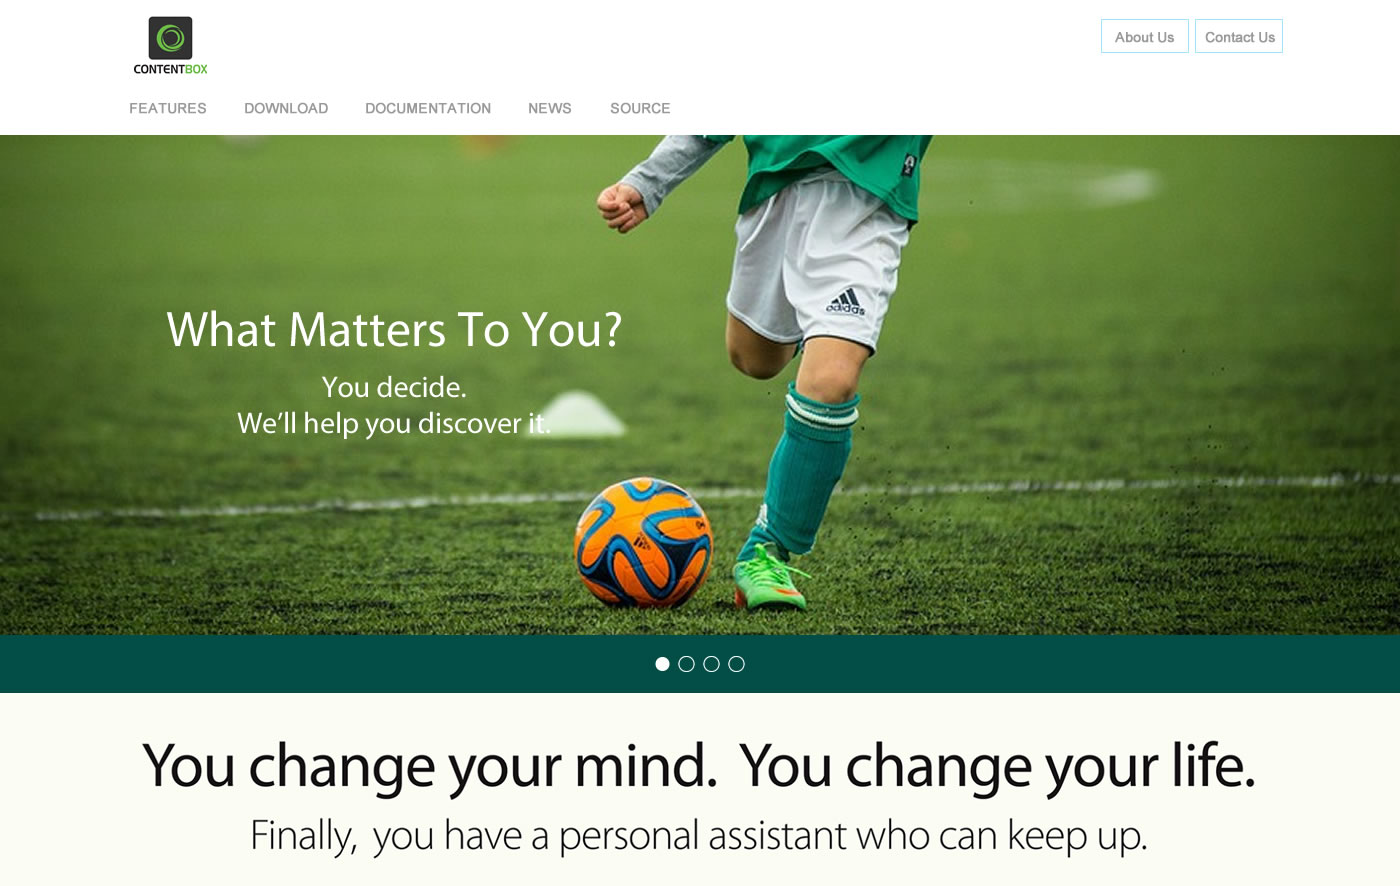 CONTENTBOX
About Us
Contact Us
FEATURES
DOWNLOAD
DOCUMENTATION
NEWS
SOURCE
adidas
What Matters To You?
You decide.
We'll help you discover it.
You change your mind. You change your life.
Finally, you have a personal assistant who can keep up.